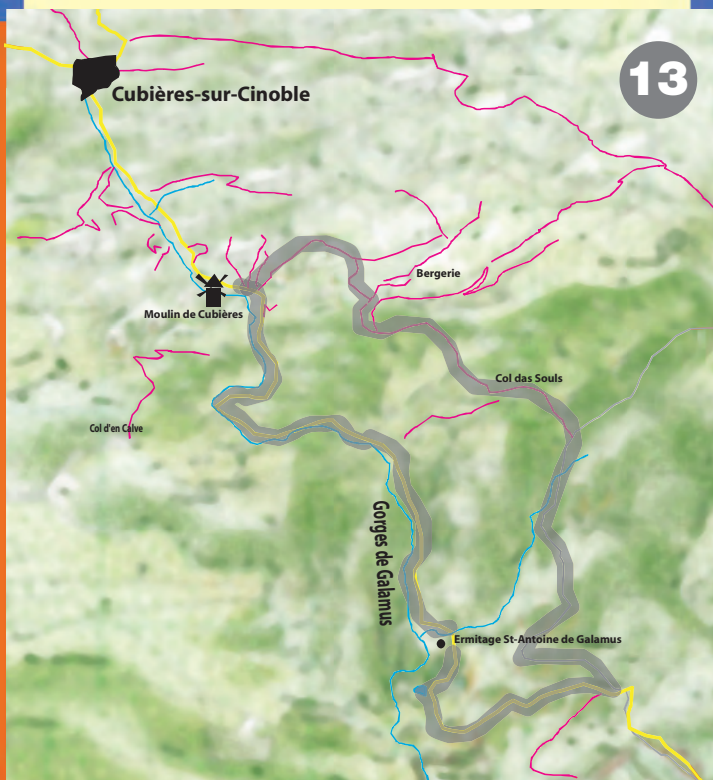 13
Cubières-sur-Cinoble
Bergerie
Moulin de Cubières
Col das Souls
Col d'en Calve
Gorges de Galamus
Ermitage St-Antoine de Galamus